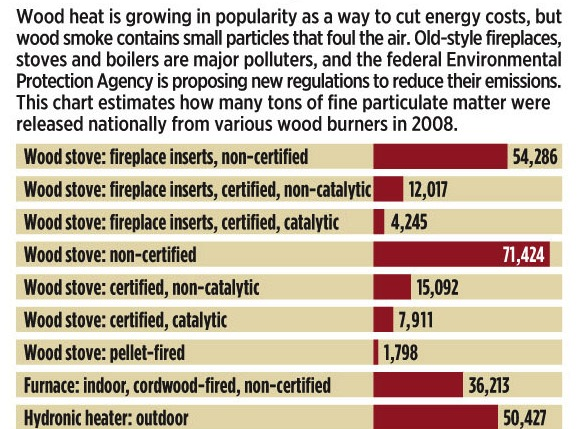 Wood heat is growing in popularity as a way to cut energy costs, but
wood smoke contains small particles that foul the air. Old-style fireplaces,
stoves and boilers are major polluters, and the federal Environmental
Protection Agency is proposing new regulations to reduce their emissions.
This chart estimates how many tons of fine particulate matter were
released nationally from various wood burners in 2008.
Wood stove: fireplace inserts, non-certified 54,286
Wood stove: fireplace inserts, certified, non-catalytic 12,017
Wood stove: fireplace inserts, certified, catalytic 4,245
Wood stove: non-certified 71,424
Wood stove: certified, non-catalytic 15,092
Wood stove: certified, catalytic 7,911
Wood stove: pellet-fired 1,798
Furnace: indoor, cordwood-fired, non-certified 36,213
Hydronic heater: outdoor 50,427